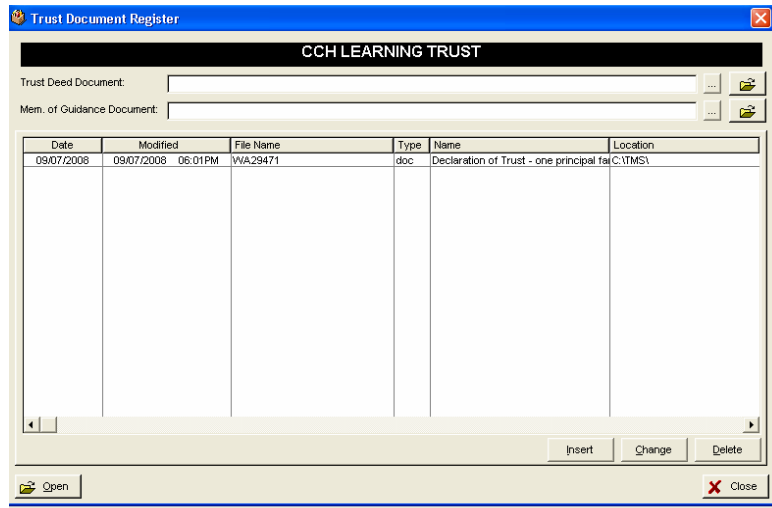 Trust Document Register
CCH LEARNING TRUST
Trust Deed Document: ...
Mem. of Guidance Document: ...
Date Modified File Name Type Name Location
09/07/2008 09/07/2008 06:01PM WA29471 doc Declaration of Trust - one principal fai C:\TMS\
Insert Change Delete
Open Close